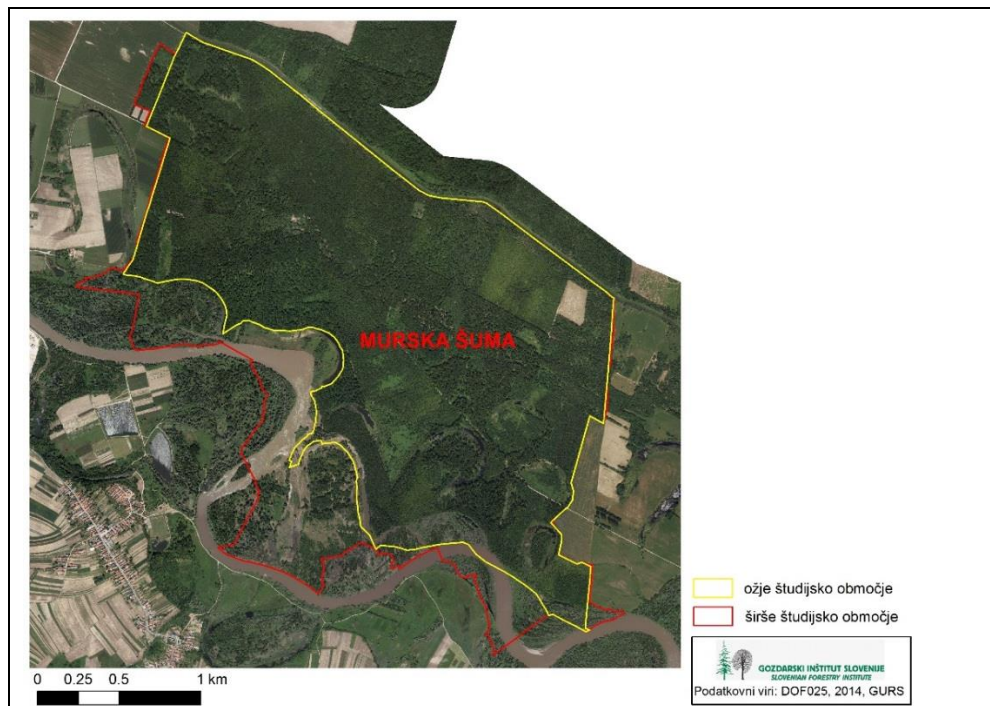 MURSKA ŠUMA
ožje študijsko območje
širše študijsko območje
GOZDARSKI INŠTITUT SLOVENIJE
SLOVENIAN FORESTRY INSTITUTE
Podatkovni viri: DOF025, 2014, GURS
0 0.25 0.5 1 km